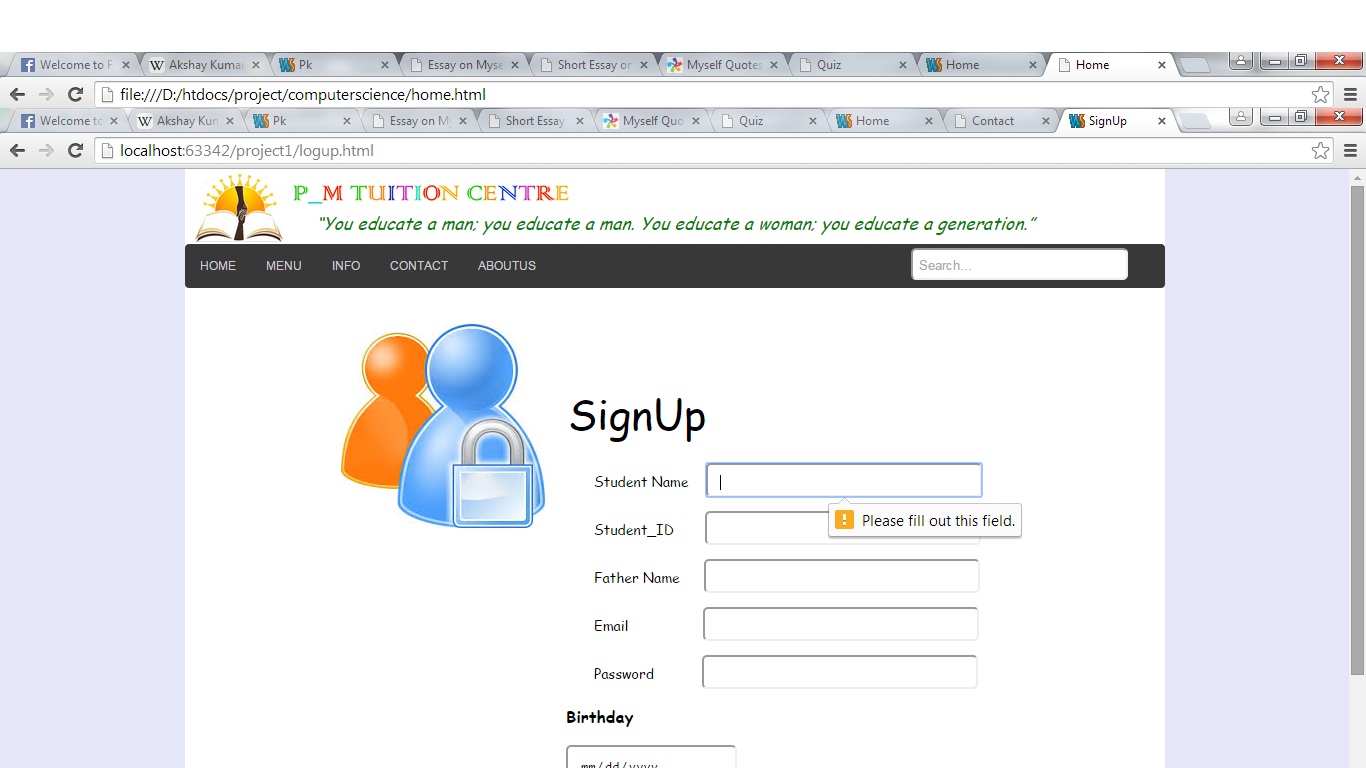 Welcome to F Akshay Kumar Pk Essay on Myse Short Essay on Myself Quotes Quiz Home Home
file:///D:/htdocs/project/computerscience/home.html
Welcome to Akshay Kum Pk Essay on M Short Essay Myself Quo Quiz Home Contact SignUp
localhost:63342/project1/logup.html
P_M TUITION CENTRE
"You educate a man; you educate a man. You educate a woman; you educate a generation."
HOME MENU INFO CONTACT ABOUTUS Search...
SignUp
Student Name
Please fill out this field.
Student_ID
Father Name
Email
Password
Birthday
mm/dd/yyyy